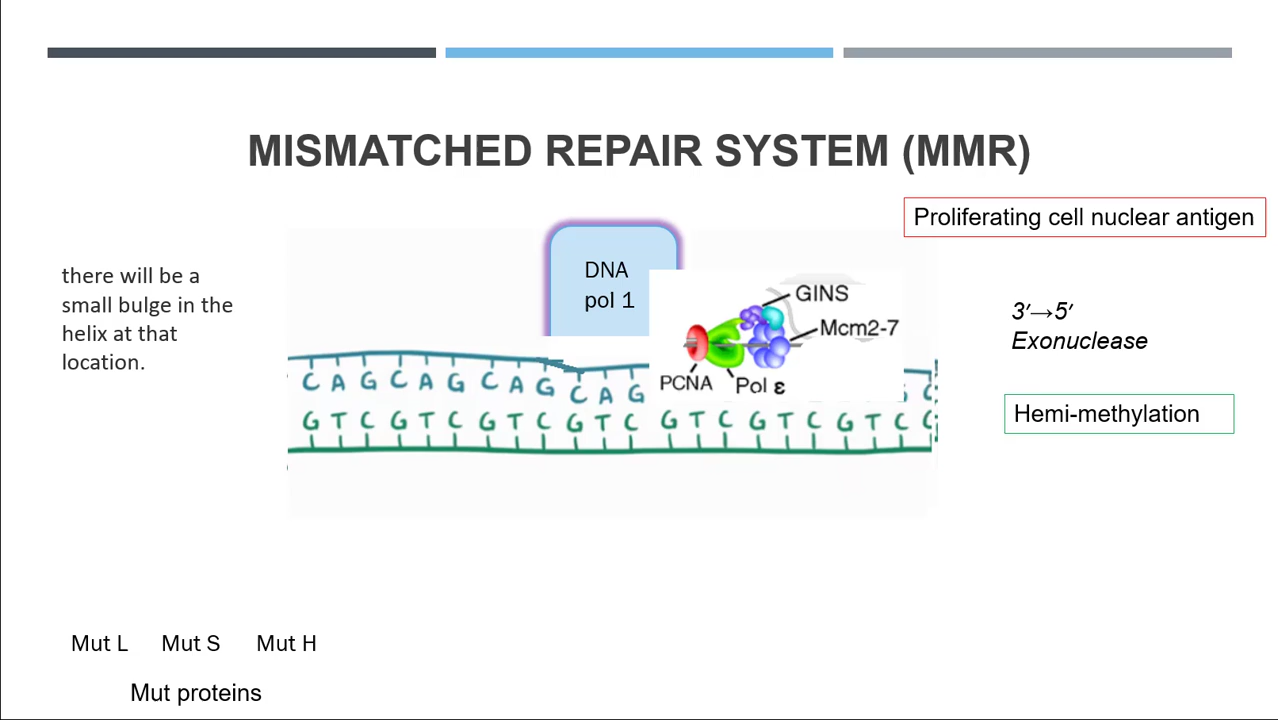 MISMATCHED REPAIR SYSTEM (MMR)
Proliferating cell nuclear antigen
there will be a
small bulge in the
helix at that
location.
DNA
pol 1
GINS
Mcm2-7
PCNA
Pol ε
3′→5′
Exonuclease
Hemi-methylation
C A G C A G C A G C A G C
G T C G T C G T C G T C G T C G T C G T C C
Mut L Mut S Mut H
Mut proteins